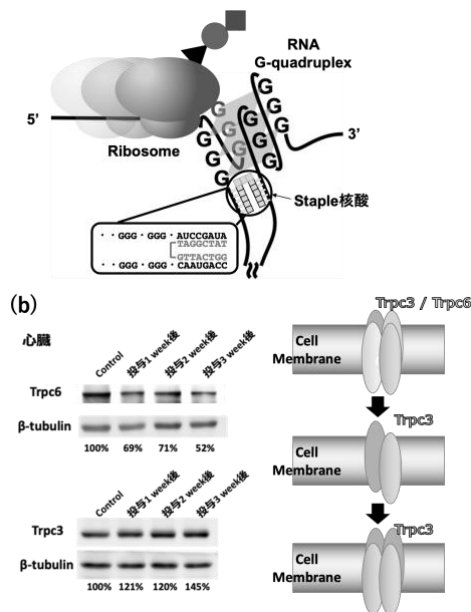 RNA
G-quadruplex
G G G
G G G
G G G
G G G
5'
3'
Ribosome
Staple核酸
· ·GGG · GGG · AUCCGAUA
TAGGCTAT
GTTACTGG
· ·GGG · GGG · CAAUGACC
(b)
心臓
Control
投与1 week後
投与2 week後
投与3 week後
Trpc6
β-tubulin
100% 69% 71% 52%
Control
投与1 week後
投与2 week後
投与3 week後
Trpc3
β-tubulin
100% 121% 120% 145%
Trpc3 / Trpc6
Cell
Membrane
Trpc3
Cell
Membrane
Trpc3
Cell
Membrane